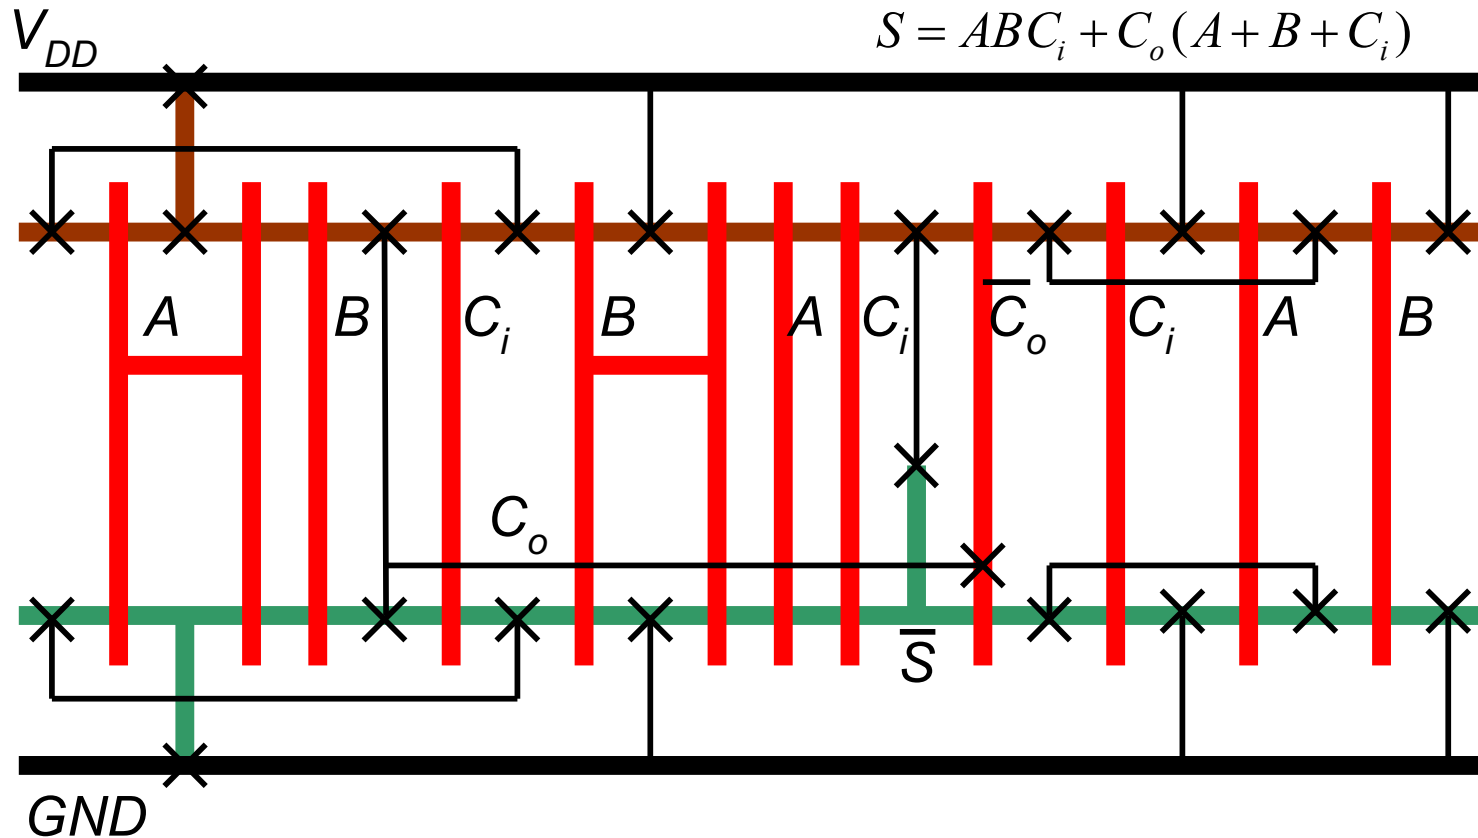 V_DD
S = ABC_i + C_o(A + B + C_i)
A B C_i B A C_i C̅_o C_i A B
C_o
S̅
GND